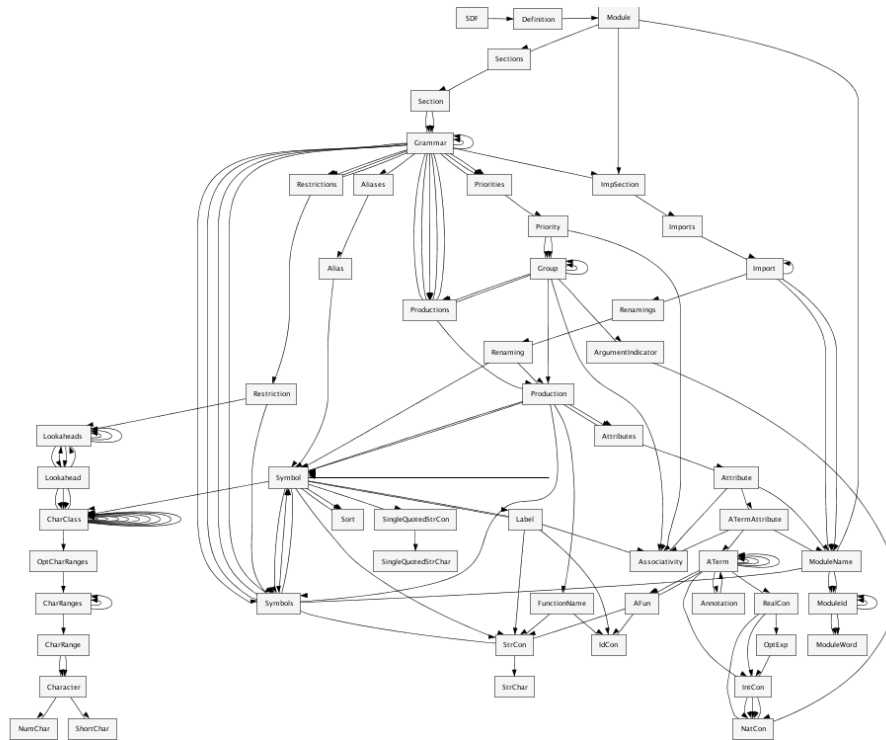 SDF Definition Module
Sections
Section
Grammar
Restrictions Aliases Priorities ImpSection
Priority Imports
Alias Group Import
Productions Renamings
Renaming ArgumentIndicator
Restriction Production
Lookaheads Attributes
Lookahead Symbol Attribute
CharClass Sort SingleQuotedStrCon Label ATermAttribute
OptCharRanges SingleQuotedStrChar Associativity ATerm ModuleName
CharRanges Symbols FunctionName AFun Annotation RealCon ModuleId
CharRange StrCon IdCon OptExp ModuleWord
Character StrChar IntCon
NumChar ShortChar NatCon